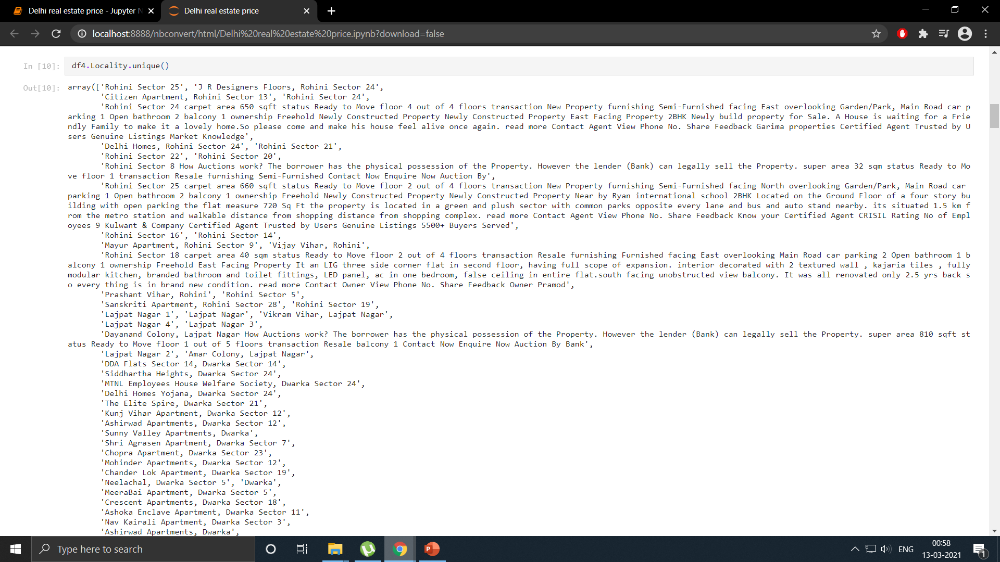 Delhi real estate price - Jupyter N
Delhi real estate price
localhost:8888/nbconvert/html/Delhi%20real%20estate%20price.ipynb?download=false
In [10]: df4.Locality.unique()
Out[10]: array(['Rohini Sector 25', 'J R Designers Floors, Rohini Sector 24',
'Citizen Apartment, Rohini Sector 13', 'Rohini Sector 24',
'Rohini Sector 24 carpet area 650 sqft status Ready to Move floor 4 out of 4 floors transaction New Property furnishing Semi-Furnished facing East overlooking Garden/Park, Main Road car p
arking 1 Open bathroom 2 balcony 1 ownership Freehold Newly Constructed Property Newly Constructed Property East Facing Property 2BHK Newly build property for Sale. A House is waiting for a Frie
ndly Family to make it a lovely home.So please come and make his house feel alive once again. read more Contact Agent View Phone No. Share Feedback Garima properties Certified Agent Trusted by U
sers Genuine Listings Market Knowledge',
'Delhi Homes, Rohini Sector 24', 'Rohini Sector 21',
'Rohini Sector 22', 'Rohini Sector 20',
'Rohini Sector 8 How Auctions work? The borrower has the physical possession of the Property. However the lender (Bank) can legally sell the Property. super area 32 sqm status Ready to Mo
ve floor 1 transaction Resale furnishing Semi-Furnished Contact Now Enquire Now Auction By',
'Rohini Sector 25 carpet area 660 sqft status Ready to Move floor 2 out of 4 floors transaction New Property furnishing Semi-Furnished facing North overlooking Garden/Park, Main Road car
parking 1 Open bathroom 2 balcony 1 ownership Freehold Newly Constructed Property Newly Constructed Property Near by Ryan international school 2BHK Located on the Ground Floor of a four story bu
ilding with open parking the flat measure 720 Sq Ft the property is located in a green and plush sector with common parks opposite every lane and bus and auto stand nearby. its situated 1.5 km f
rom the metro station and walkable distance from shopping distance from shopping complex. read more Contact Agent View Phone No. Share Feedback Know your Certified Agent CRISIL Rating No of Empl
oyees 9 Kulwant & Company Certified Agent Trusted by Users Genuine Listings 5500+ Buyers Served',
'Rohini Sector 16', 'Rohini Sector 14',
'Mayur Apartment, Rohini Sector 9', 'Vijay Vihar, Rohini',
'Rohini Sector 18 carpet area 40 sqm status Ready to Move floor 2 out of 4 floors transaction Resale furnishing Furnished facing East overlooking Main Road car parking 2 Open bathroom 1 b
alcony 1 ownership Freehold East Facing Property It an LIG three side corner flat in second floor, having full scope of expansion. interior decorated with 2 textured wall , kajaria tiles , fully
modular kitchen, branded bathroom and toilet fittings, LED panel, ac in one bedroom, false ceiling in entire flat.south facing unobstructed view balcony. It was all renovated only 2.5 yrs back s
o every thing is in brand new condition. read more Contact Owner View Phone No. Share Feedback Owner Pramod',
'Prashant Vihar, Rohini', 'Rohini Sector 5',
'Sanskriti Apartment, Rohini Sector 28', 'Rohini Sector 19',
'Lajpat Nagar 1', 'Lajpat Nagar', 'Vikram Vihar, Lajpat Nagar',
'Lajpat Nagar 4', 'Lajpat Nagar 3',
'Dayanand Colony, Lajpat Nagar How Auctions work? The borrower has the physical possession of the Property. However the lender (Bank) can legally sell the Property. super area 810 sqft st
atus Ready to Move floor 1 out of 5 floors transaction Resale balcony 1 Contact Now Enquire Now Auction By Bank',
'Lajpat Nagar 2', 'Amar Colony, Lajpat Nagar',
'DDA Flats Sector 14, Dwarka Sector 14',
'Siddhartha Heights, Dwarka Sector 24',
'MTNL Employees House Welfare Society, Dwarka Sector 24',
'Delhi Homes Yojana, Dwarka Sector 24',
'The Elite Spire, Dwarka Sector 21',
'Kunj Vihar Apartment, Dwarka Sector 12',
'Ashirwad Apartments, Dwarka Sector 12',
'Sunny Valley Apartments, Dwarka',
'Shri Agrasen Apartment, Dwarka Sector 7',
'Chopra Apartment, Dwarka Sector 23',
'Mohinder Apartments, Dwarka Sector 12',
'Chander Lok Apartment, Dwarka Sector 19',
'Neelachal, Dwarka Sector 5', 'Dwarka',
'MeeraBai Apartment, Dwarka Sector 5',
'Crescent Apartments, Dwarka Sector 18',
'Ashoka Enclave Apartment, Dwarka Sector 11',
'Nav Kairali Apartment, Dwarka Sector 3',
'Ashirwad Apartments, Dwarka',
Type here to search
ENG
00:58
13-03-2021
1